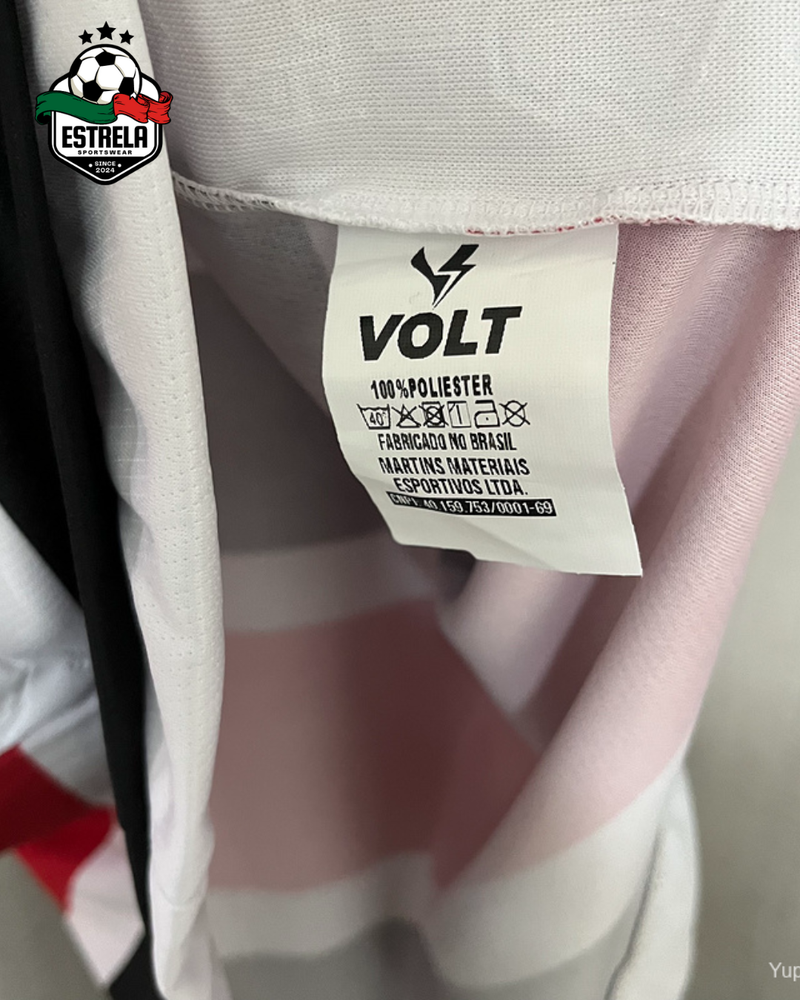 ESTRELA
SPORTSWEAR
SINCE
2024
VOLT
100%POLIESTER
40°
FABRICADO NO BRASIL
MARTINS MATERIAIS
ESPORTIVOS LTDA.
CNPJ 40.159.753/0001-69
Yup